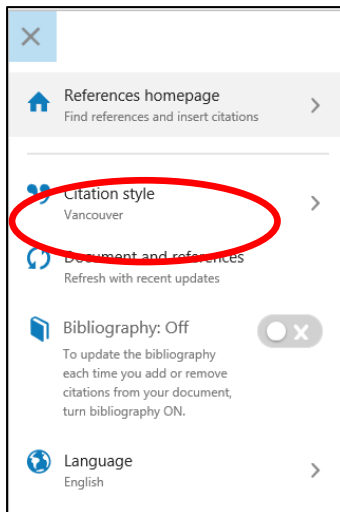 References homepage
Find references and insert citations
Citation style
Vancouver
Document and references
Refresh with recent updates
Bibliography: Off
To update the bibliography
each time you add or remove
citations from your document,
turn bibliography ON.
Language
English